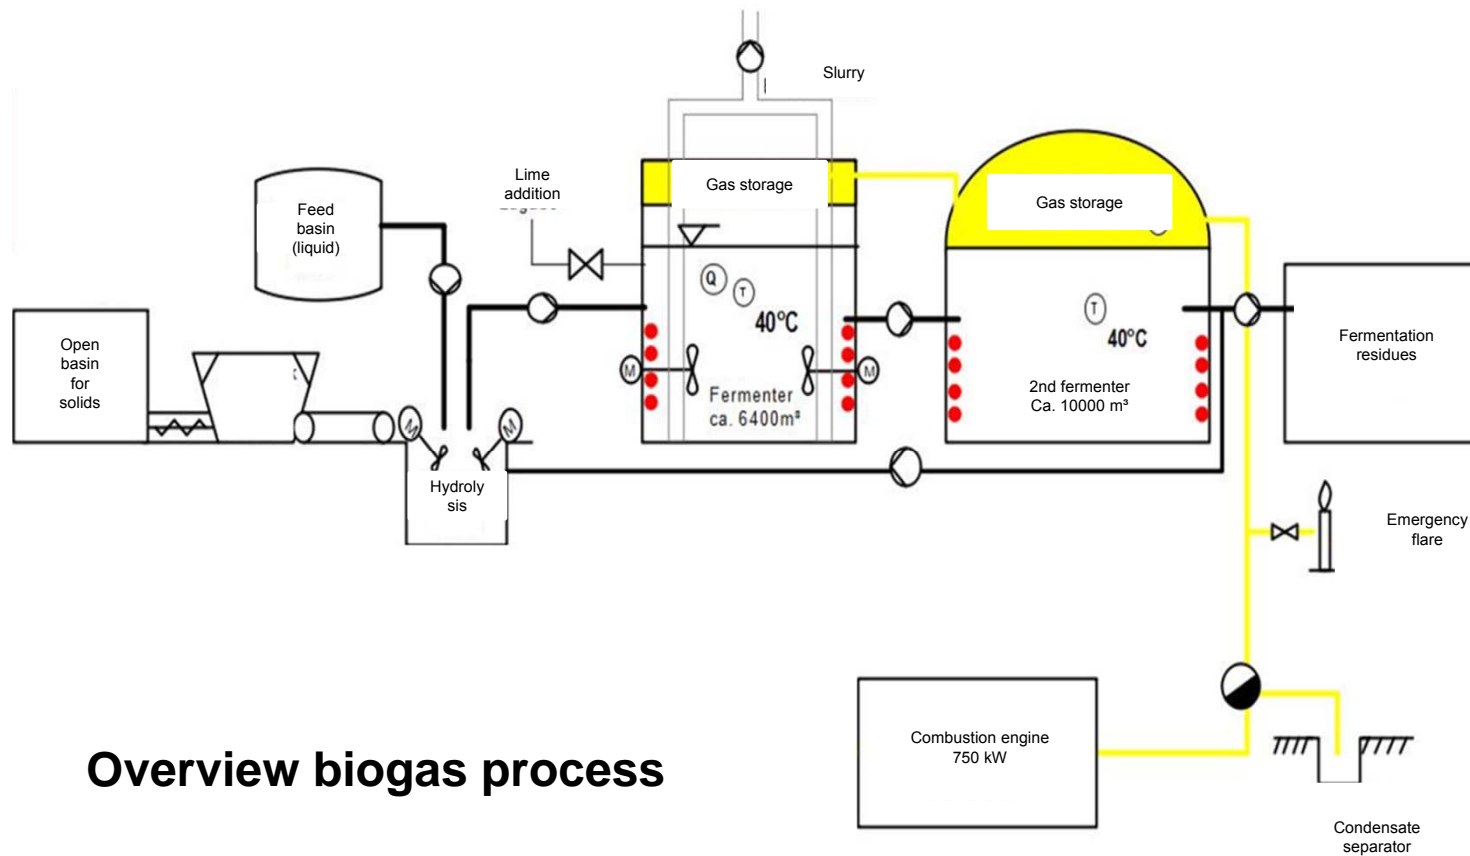 Slurry
Lime
addition
Gas storage
Gas storage
Feed
basin
(liquid)
Q
T
40°C
T
40°C
Open
basin
for
solids
Fermentation
residues
M
M
Fermenter
ca. 6400m³
2nd fermenter
Ca. 10000 m³
M
M
Hydroly
sis
Emergency
flare
Combustion engine
750 kW
Overview biogas process
Condensate
separator